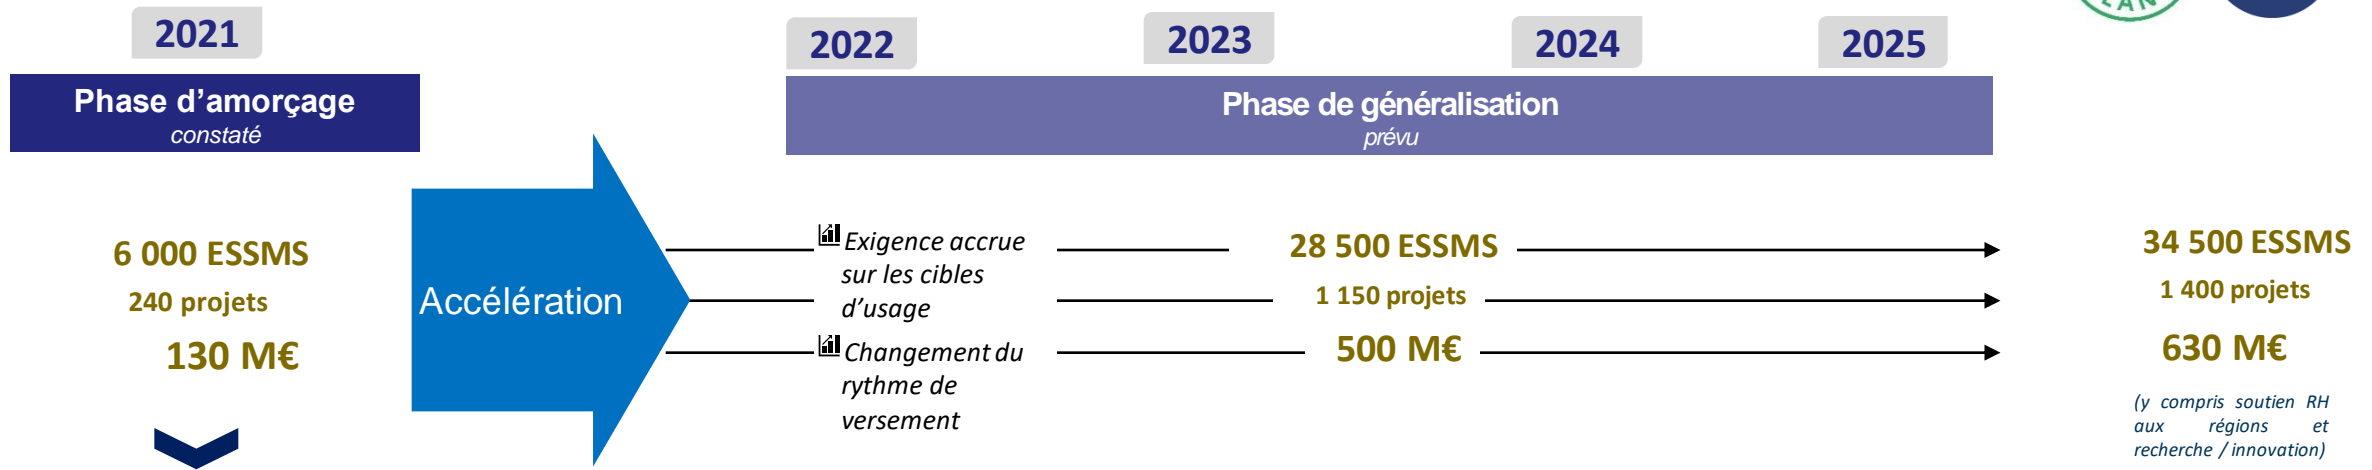 2021
2022
2023
2024
2025
Phase d’amorçage
constaté
Phase de généralisation
prévu
6 000 ESSMS
240 projets
130 M€
Accélération
Exigence accrue
sur les cibles
d’usage
Changement du
rythme de
versement
28 500 ESSMS
1 150 projets
500 M€
34 500 ESSMS
1 400 projets
630 M€
(y compris soutien RH
aux régions et
recherche / innovation)